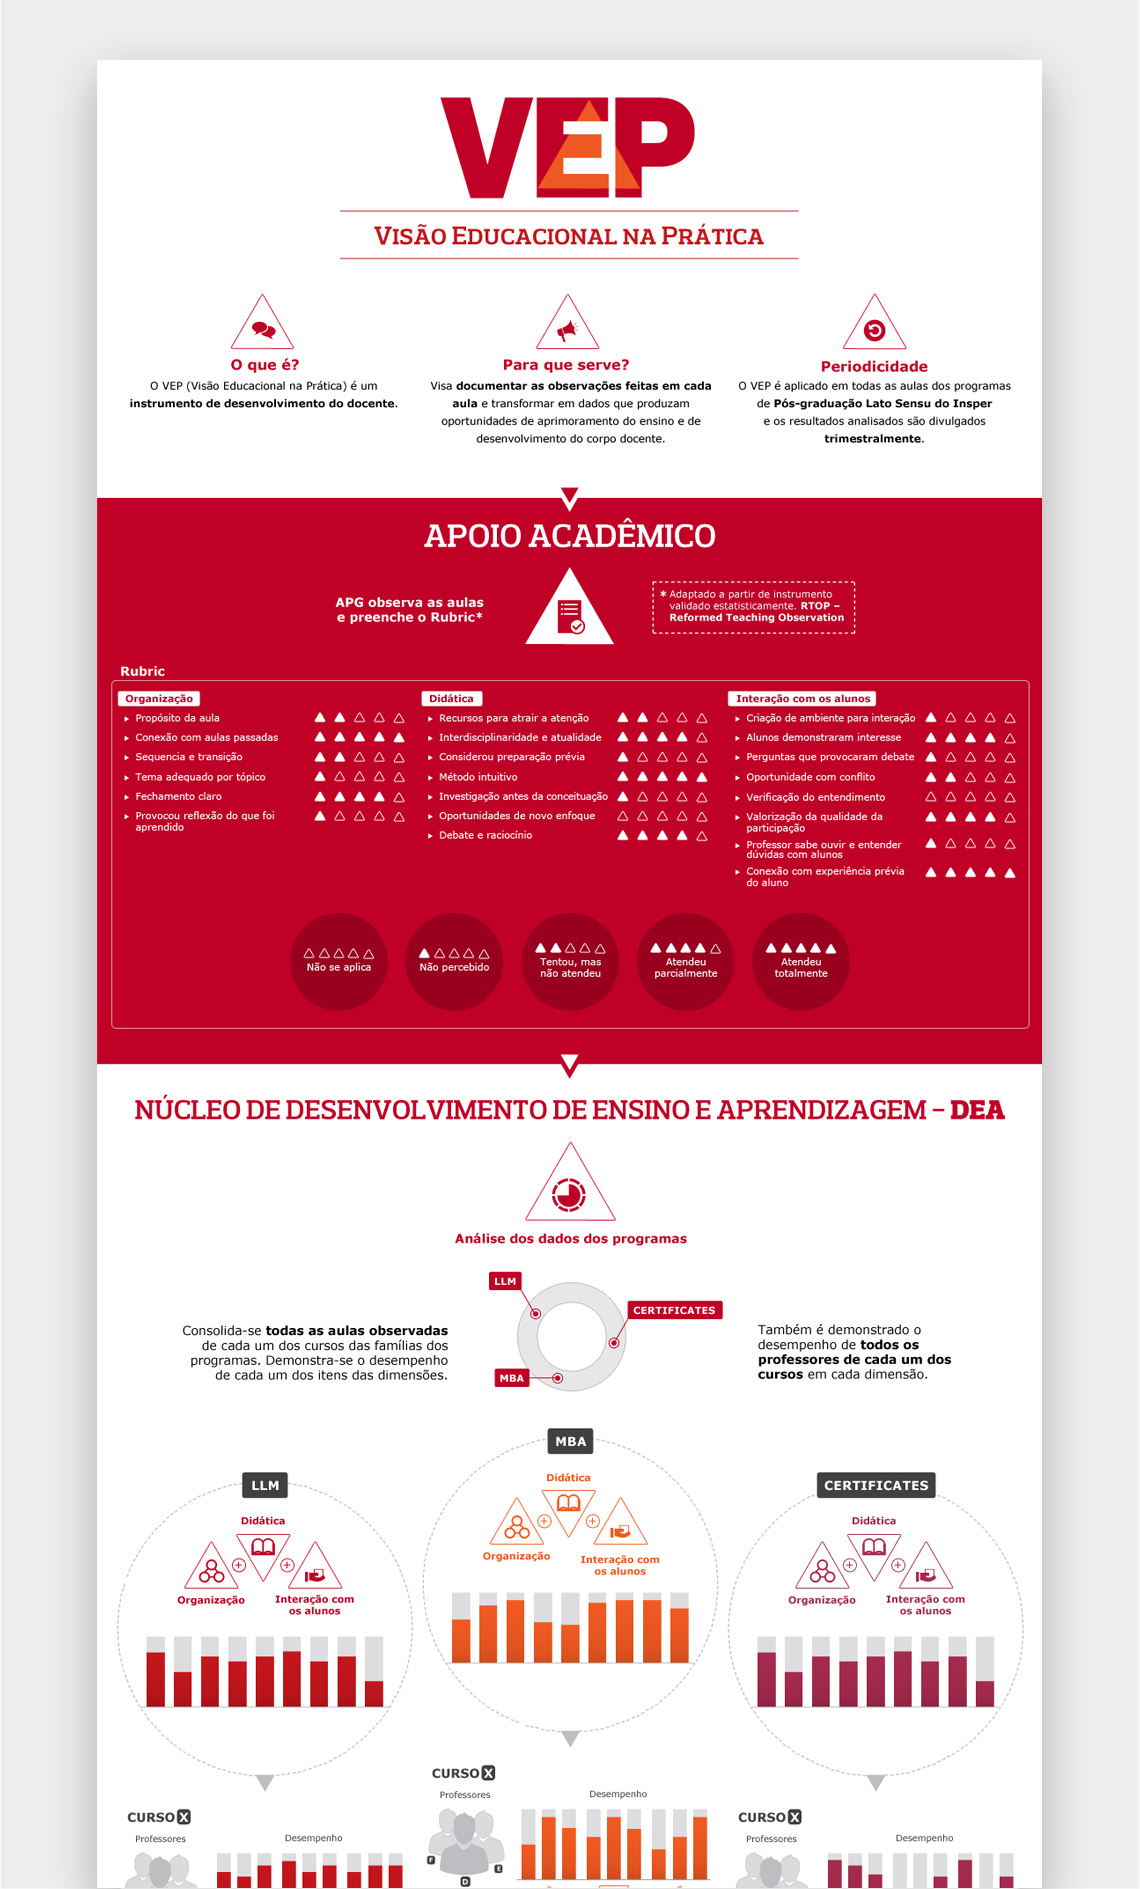 VEP
VISÃO EDUCACIONAL NA PRÁTICA
O que é?
O VEP (Visão Educacional na Prática) é um
instrumento de desenvolvimento do docente.
Para que serve?
Visa documentar as observações feitas em cada
aula e transformar em dados que produzam
oportunidades de aprimoramento do ensino e de
desenvolvimento do corpo docente.
Periodicidade
O VEP é aplicado em todas as aulas dos programas
de Pós-graduação Lato Sensu do Insper
e os resultados analisados são divulgados
trimestralmente.
APOIO ACADÊMICO
APG observa as aulas
e preenche o Rubric*
* Adaptado a partir de instrumento
validado estatisticamente. RTOP –
Reformed Teaching Observation
Rubric
Organização
Propósito da aula
Conexão com aulas passadas
Sequencia e transição
Tema adequado por tópico
Fechamento claro
Provocou reflexão do que foi
aprendido
Didática
Recursos para atrair a atenção
Interdisciplinaridade e atualidade
Considerou preparação prévia
Método intuitivo
Investigação antes da conceituação
Oportunidades de novo enfoque
Debate e raciocínio
Interação com os alunos
Criação de ambiente para interação
Alunos demonstraram interesse
Perguntas que provocaram debate
Oportunidade com conflito
Verificação do entendimento
Valorização da qualidade da
participação
Professor sabe ouvir e entender
dúvidas com alunos
Conexão com experiência prévia
do aluno
Não se aplica
Não percebido
Tentou, mas
não atendeu
Atendeu
parcialmente
Atendeu
totalmente
NÚCLEO DE DESENVOLVIMENTO DE ENSINO E APRENDIZAGEM – DEA
Análise dos dados dos programas
Consolida-se todas as aulas observadas
de cada um dos cursos das famílias dos
programas. Demonstra-se o desempenho
de cada um dos itens das dimensões.
LLM
CERTIFICATES
MBA
Também é demonstrado o
desempenho de todos os
professores de cada um dos
cursos em cada dimensão.
LLM
Didática
Organização
Interação com
os alunos
MBA
Didática
Organização
Interação com
os alunos
CERTIFICATES
Didática
Organização
Interação com
os alunos
CURSO X
Professores
Desempenho
CURSO X
Professores
Desempenho
F
E
D
CURSO X
Professores
Desempenho